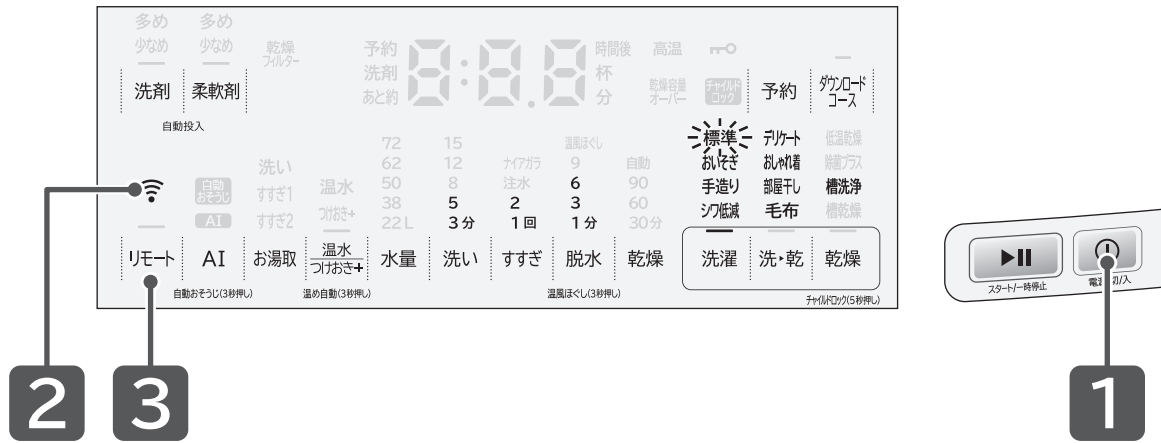 多め 多め
少なめ 少なめ 乾燥フィルター 予約 時間後 高温
洗剤 杯
あと約 8:8.8 分 乾燥容量オーバー チャイルドロック
洗剤 柔軟剤 予約 ダウンロードコース
自動投入
72 15 温風ほぐし 標準 デリケート 低温乾燥
洗い 62 12 ナイアガラ 9 自動 おいそぎ おしゃれ着 除菌プラス
自動おそうじ すすぎ1 温水 50 8 注水 6 90 手造り 部屋干し 槽洗浄
38 5 2 3 60
AI すすぎ2 つけおき+ 22L 3分 1回 1分 30分 シワ低減 毛布 槽乾燥
リモート AI お湯取 温水 つけおき+ 水量 洗い すすぎ 脱水 乾燥 洗濯 洗・乾 乾燥
自動おそうじ(3秒押し) 温め自動(3秒押し) 温風ほぐし(3秒押し) チャイルドロック(5秒押し)
スタート/一時停止 電源 切/入
2 3 1